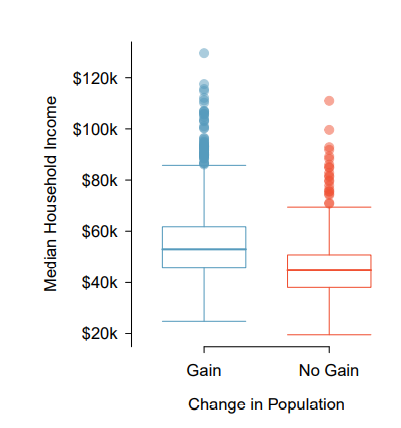 Median Household Income
$120k
$100k
$80k
$60k
$40k
$20k
Gain
No Gain
Change in Population